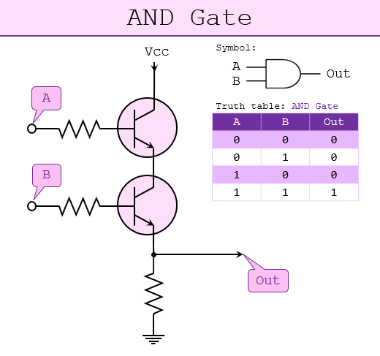 AND Gate
Vcc
Symbol:
A
A
B
Out
Truth table: AND Gate
A B Out
0 0 0
0 1 0
1 0 0
1 1 1
B
Out